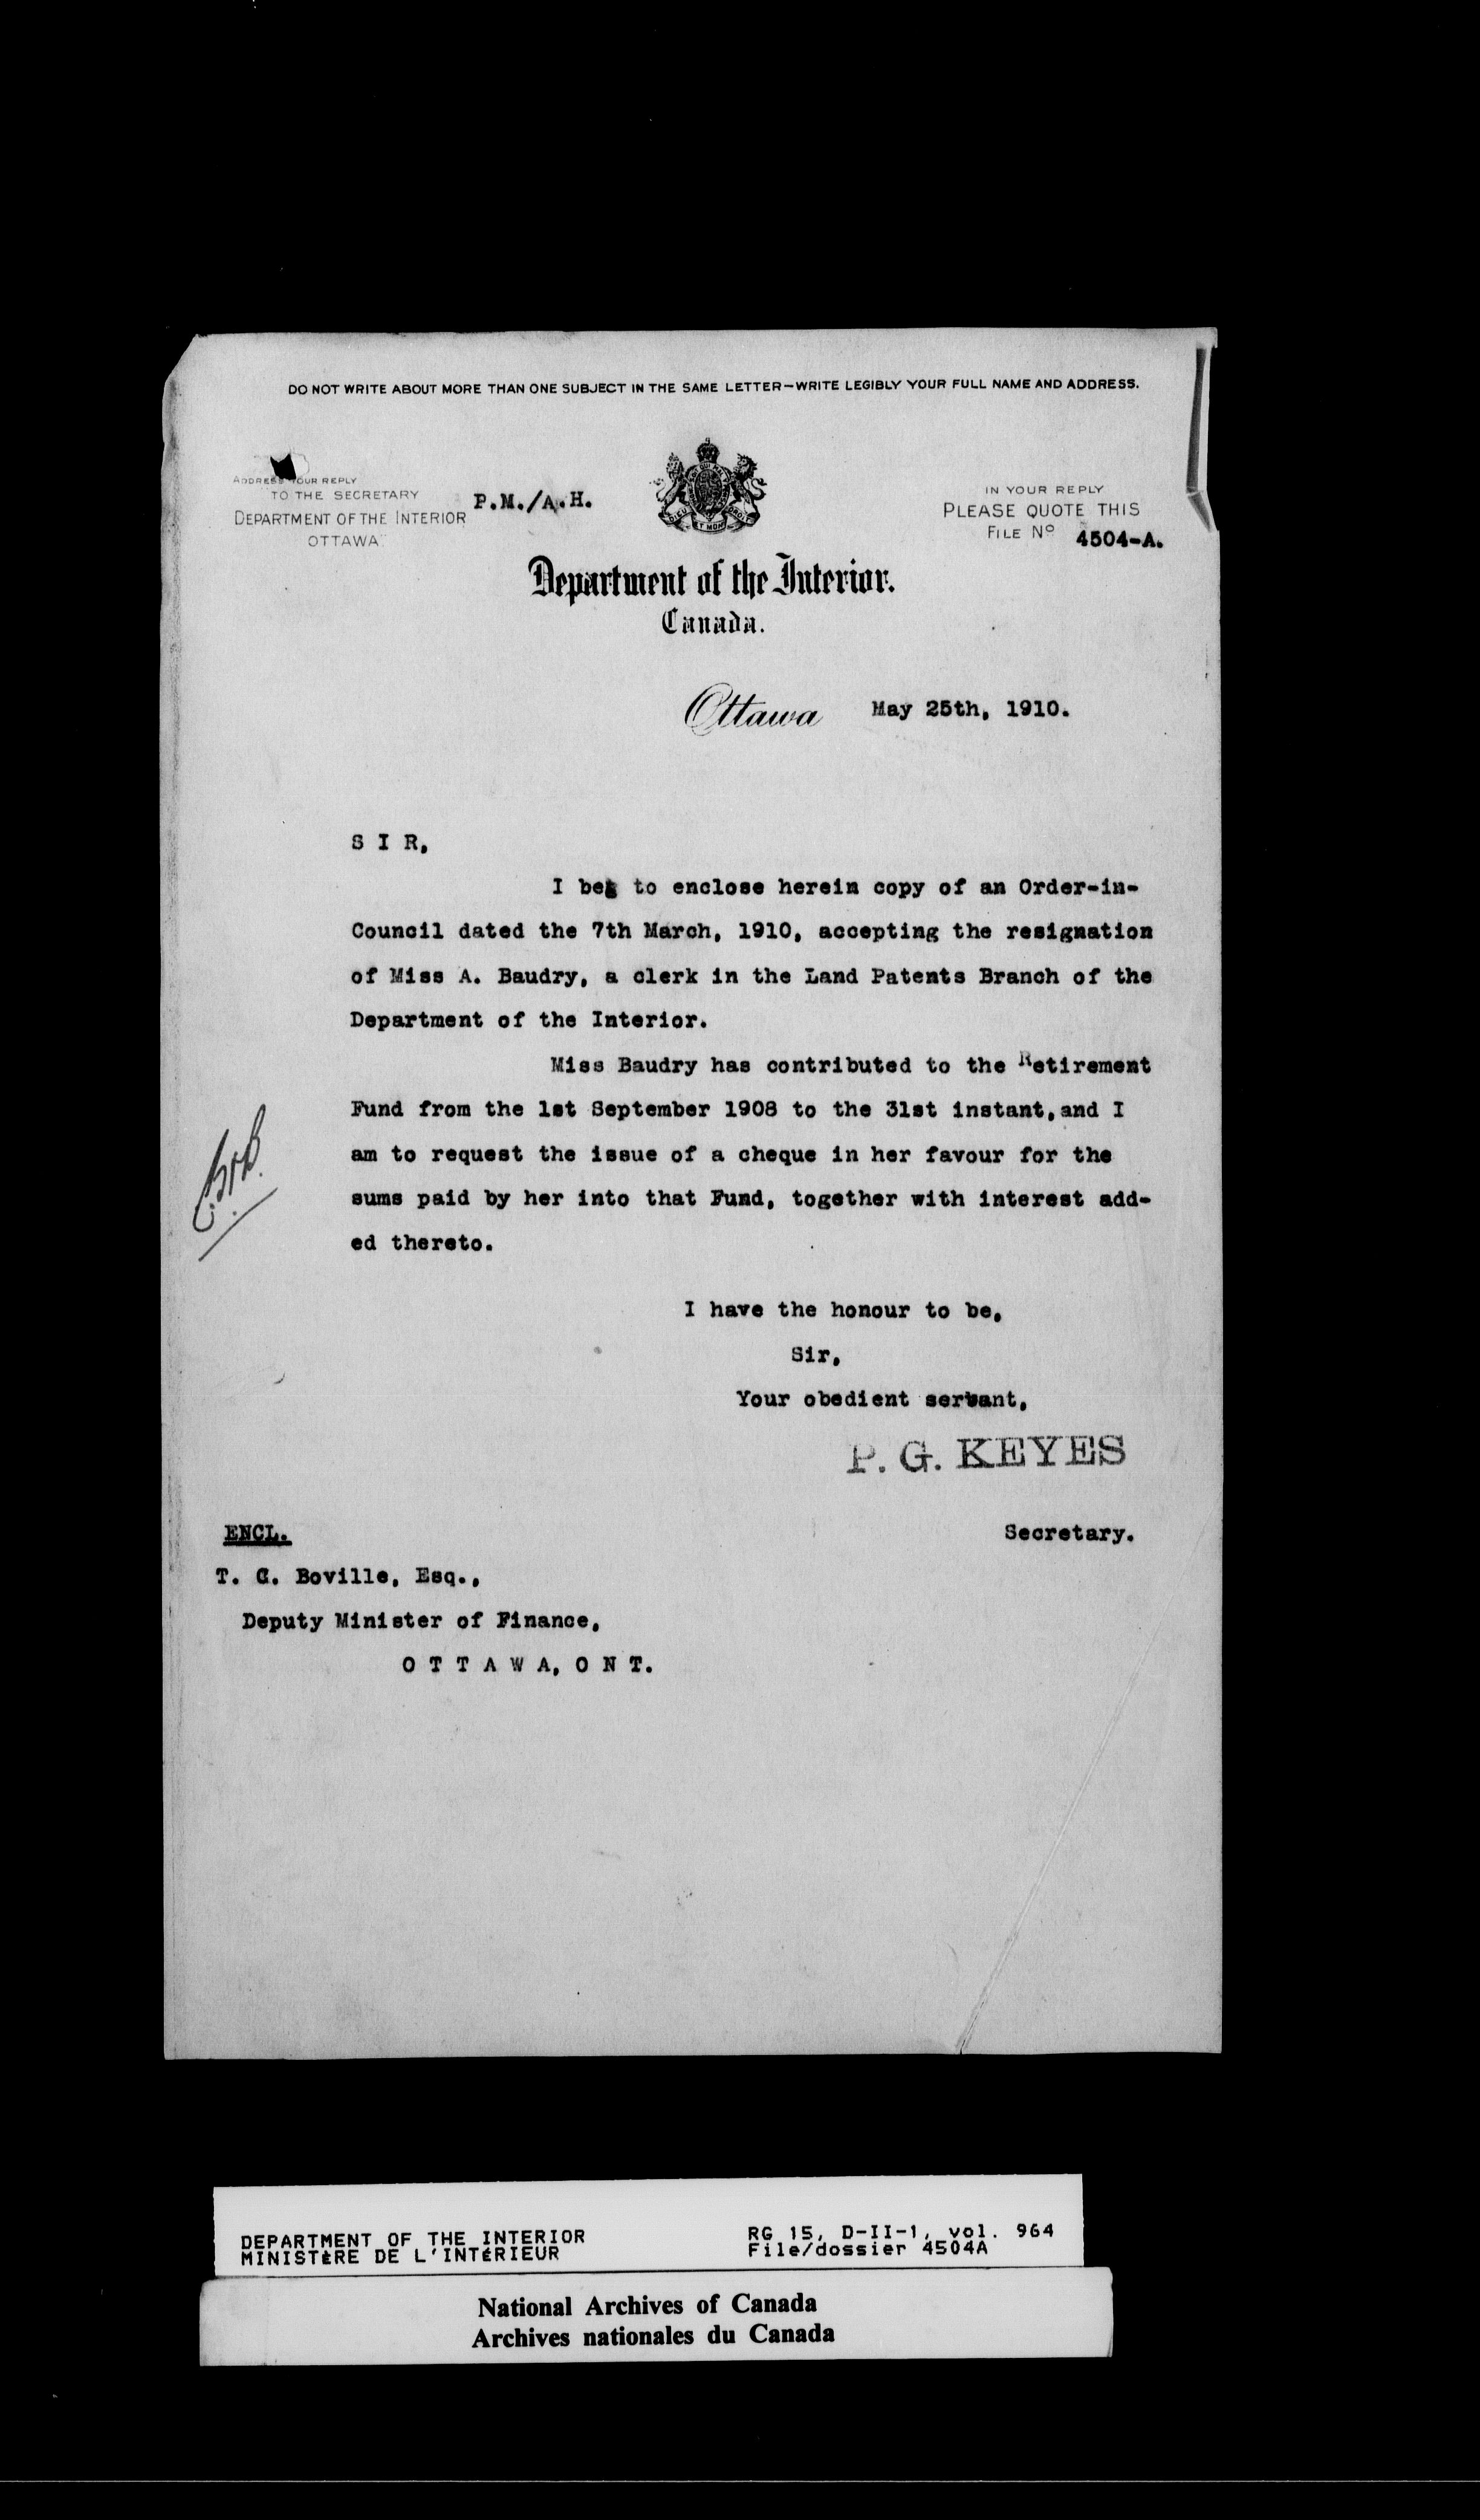 DO NOT WRITE ABOUT MORE THAN ONE SUBJECT IN THE SAME LETTER—WRITE LEGIBLY YOUR FULL NAME AND ADDRESS.
ADDRESS YOUR REPLY
TO THE SECRETARY
DEPARTMENT OF THE INTERIOR
OTTAWA
P.M./A.H.
IN YOUR REPLY
PLEASE QUOTE THIS
FILE No 4504-A.
Department of the Interior.
Canada.
Ottawa May 25th, 1910.
S I R,
I beg to enclose herein copy of an Order-in-
Council dated the 7th March, 1910, accepting the resignation
of Miss A. Baudry, a clerk in the Land Patents Branch of the
Department of the Interior.
Miss Baudry has contributed to the Retirement
Fund from the 1st September 1908 to the 31st instant, and I
am to request the issue of a cheque in her favour for the
sums paid by her into that Fund, together with interest add-
ed thereto.
I have the honour to be,
Sir,
Your obedient servant,
P. G. KEYES
Secretary.
ENCL.
T. C. Boville, Esq.,
Deputy Minister of Finance,
O T T A W A, O N T.
DEPARTMENT OF THE INTERIOR
MINISTÈRE DE L'INTÉRIEUR
RG 15, D-II-1, vol. 964
File/dossier 4504A
National Archives of Canada
Archives nationales du Canada